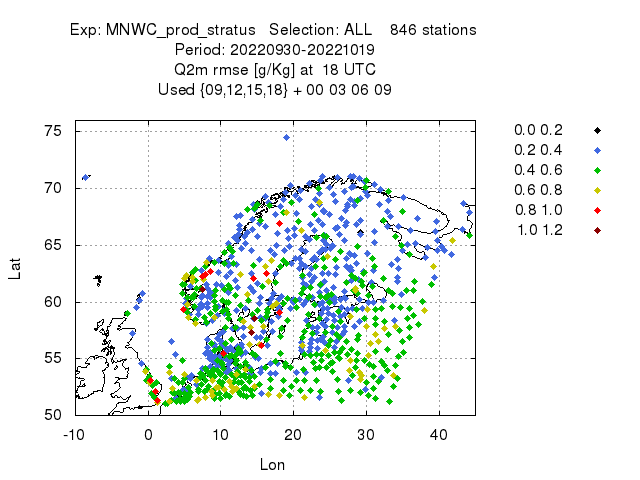 Exp: MNWC_prod_stratus   Selection: ALL    846 stations
Period: 20220930-20221019
Q2m rmse [g/Kg] at  18 UTC
Used {09,12,15,18} + 00 03 06 09
75
70
65
60
55
50
-10 0 10 20 30 40
Lat
Lon
0.0 0.2
0.2 0.4
0.4 0.6
0.6 0.8
0.8 1.0
1.0 1.2